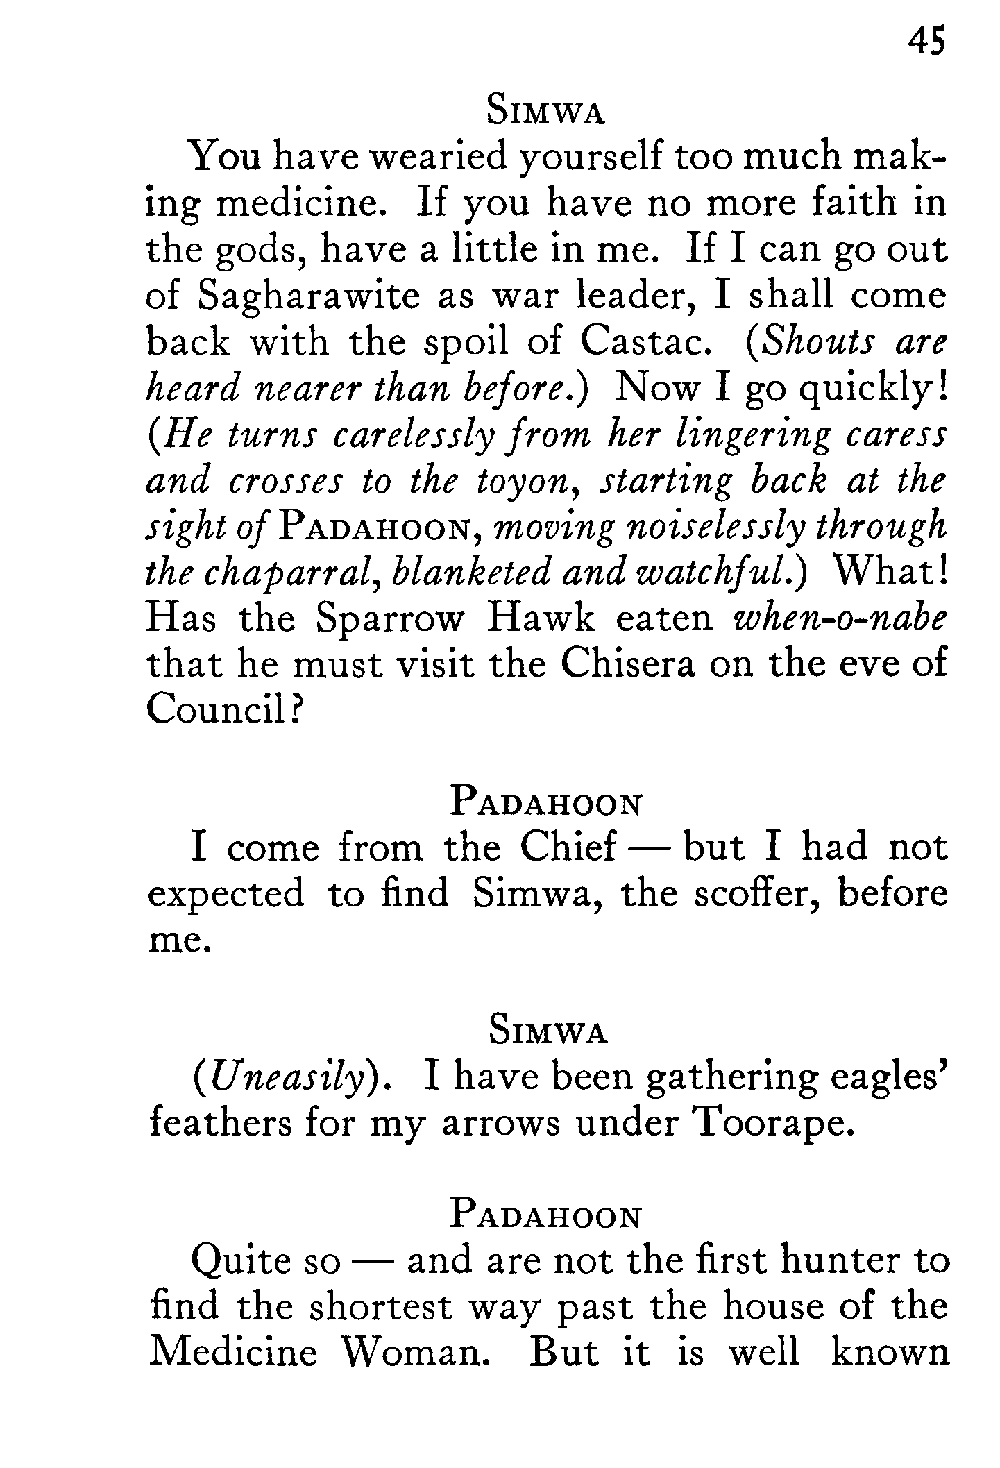 45
SIMWA
You have wearied yourself too much mak-
ing medicine. If you have no more faith in
the gods, have a little in me. If I can go out
of Sagharawite as war leader, I shall come
back with the spoil of Castac. (Shouts are
heard nearer than before.) Now I go quickly!
(He turns carelessly from her lingering caress
and crosses to the toyon, starting back at the
sight of PADAHOON, moving noiselessly through
the chaparral, blanketed and watchful.) What!
Has the Sparrow Hawk eaten when-o-nabe
that he must visit the Chisera on the eve of
Council?
PADAHOON
I come from the Chief — but I had not
expected to find Simwa, the scoffer, before
me.
SIMWA
(Uneasily). I have been gathering eagles'
feathers for my arrows under Toorape.
PADAHOON
Quite so — and are not the first hunter to
find the shortest way past the house of the
Medicine Woman. But it is well known